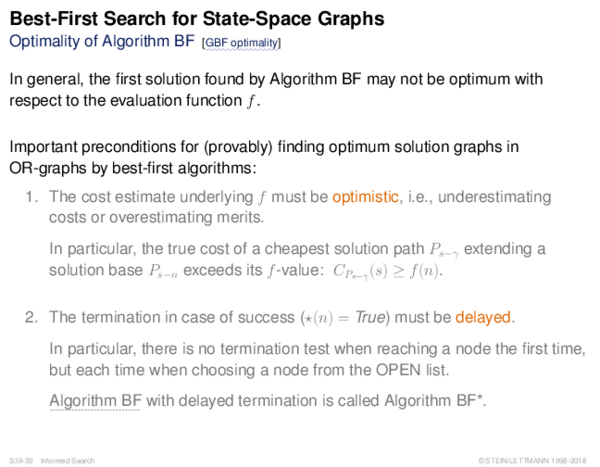 Best-First Search for State-Space Graphs
Optimality of Algorithm BF [GBF optimality]
In general, the first solution found by Algorithm BF may not be optimum with
respect to the evaluation function f.
Important preconditions for (provably) finding optimum solution graphs in
OR-graphs by best-first algorithms:
1. The cost estimate underlying f must be optimistic, i.e., underestimating
costs or overestimating merits.
In particular, the true cost of a cheapest solution path P_{s−γ} extending a
solution base P_{s−n} exceeds its f-value: C_{P_{s−γ}}(s) ≥ f(n).
2. The termination in case of success (⋆(n) = True) must be delayed.
In particular, there is no termination test when reaching a node the first time,
but each time when choosing a node from the OPEN list.
Algorithm BF with delayed termination is called Algorithm BF*.
S:II-39 Informed Search ©STEIN/LETTMANN 1998-2018